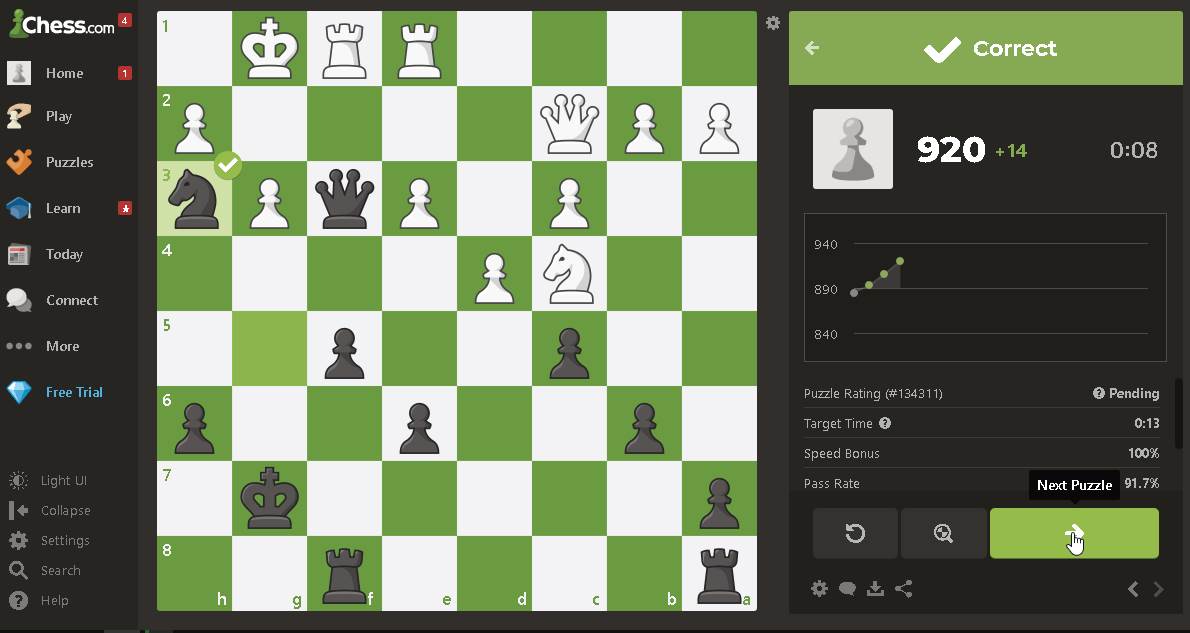 Chess.com 4
Home 1
Play
Puzzles
Learn
Today
Connect
More
Free Trial
Light UI
Collapse
Settings
Search
Help
1
2
3
4
5
6
7
8
h g f e d c b a
Correct
920 +14 0:08
940
890
840
Puzzle Rating (#134311) ? Pending
Target Time ? 0:13
Speed Bonus 100%
Pass Rate 91.7%
Next Puzzle